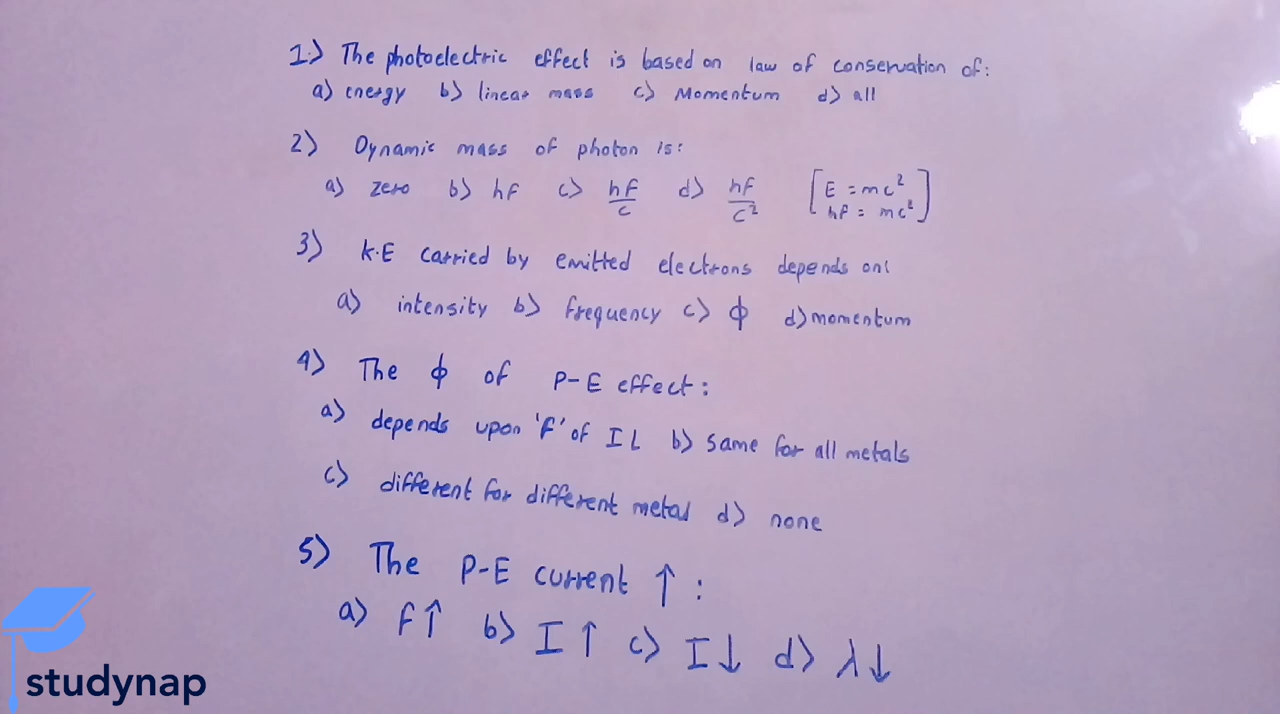 1.) The photoelectric effect is based on law of conservation of:
a) energy b) linear mass c) Momentum d) all
2) Dynamic mass of photon is:
a) zero b) hf c) hf/c d) hf/c² [E = mc²
hf = mc²]
3) K.E carried by emitted electrons depends on:
a) intensity b) frequency c) ϕ d) momentum
4) The ϕ of P-E effect:
a) depends upon 'f' of IL b) same for all metals
c) different for different metal d) none
5) The P-E current ↑ :
a) f↑ b) I↑ c) I↓ d) λ↓
studynap